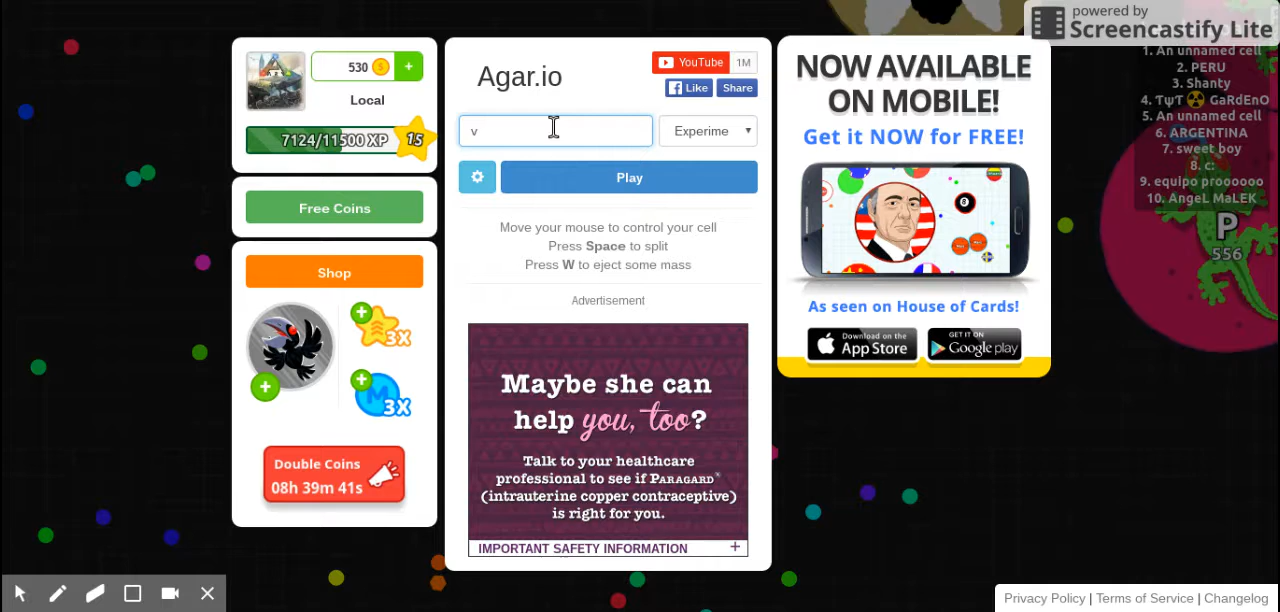 powered by
Screencastify Lite
530
+
Local
7124/11500 XP
15
Free Coins
Shop
3X
3X
Double Coins
08h 39m 41s
Agar.io
YouTube 1M
Like Share
v
Experime
Play
Move your mouse to control your cell
Press Space to split
Press W to eject some mass
Advertisement
Maybe she can
help you, too?
Talk to your healthcare
professional to see if PARAGARD®
(intrauterine copper contraceptive)
is right for you.
IMPORTANT SAFETY INFORMATION +
NOW AVAILABLE
ON MOBILE!
Get it NOW for FREE!
8
As seen on House of Cards!
Download on the
App Store
GET IT ON
Google play
1. An unnamed cell
2. PERU
3. Shanty
4. TψT ☢ GaRdEnO
5. An unnamed cell
6. ARGENTINA
7. sweet boy
8. c:
9. equipo proooooo
10. AngeL MaLEK
P
556
Privacy Policy | Terms of Service | Changelog